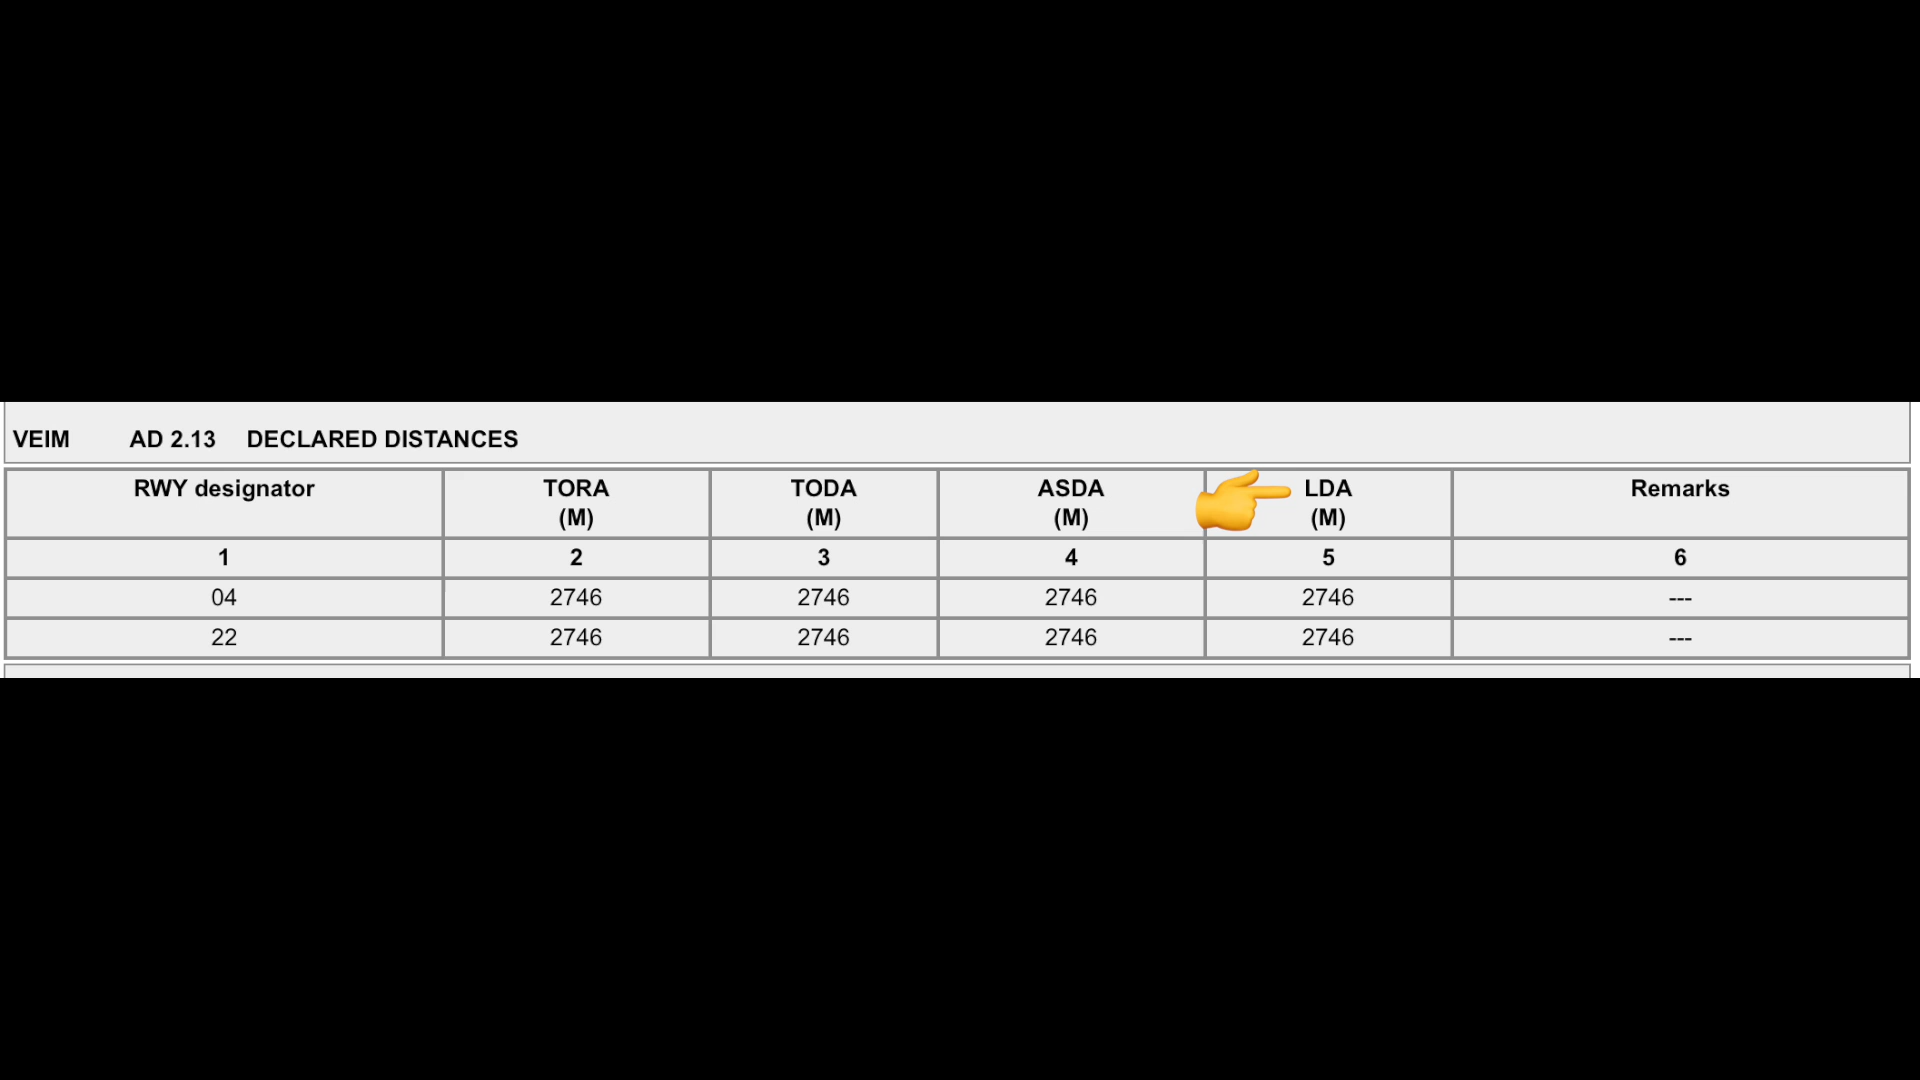 VEIM AD 2.13 DECLARED DISTANCES
RWY designator TORA (M) TODA (M) ASDA (M) LDA (M) Remarks
1 2 3 4 5 6
04 2746 2746 2746 2746 ---
22 2746 2746 2746 2746 ---